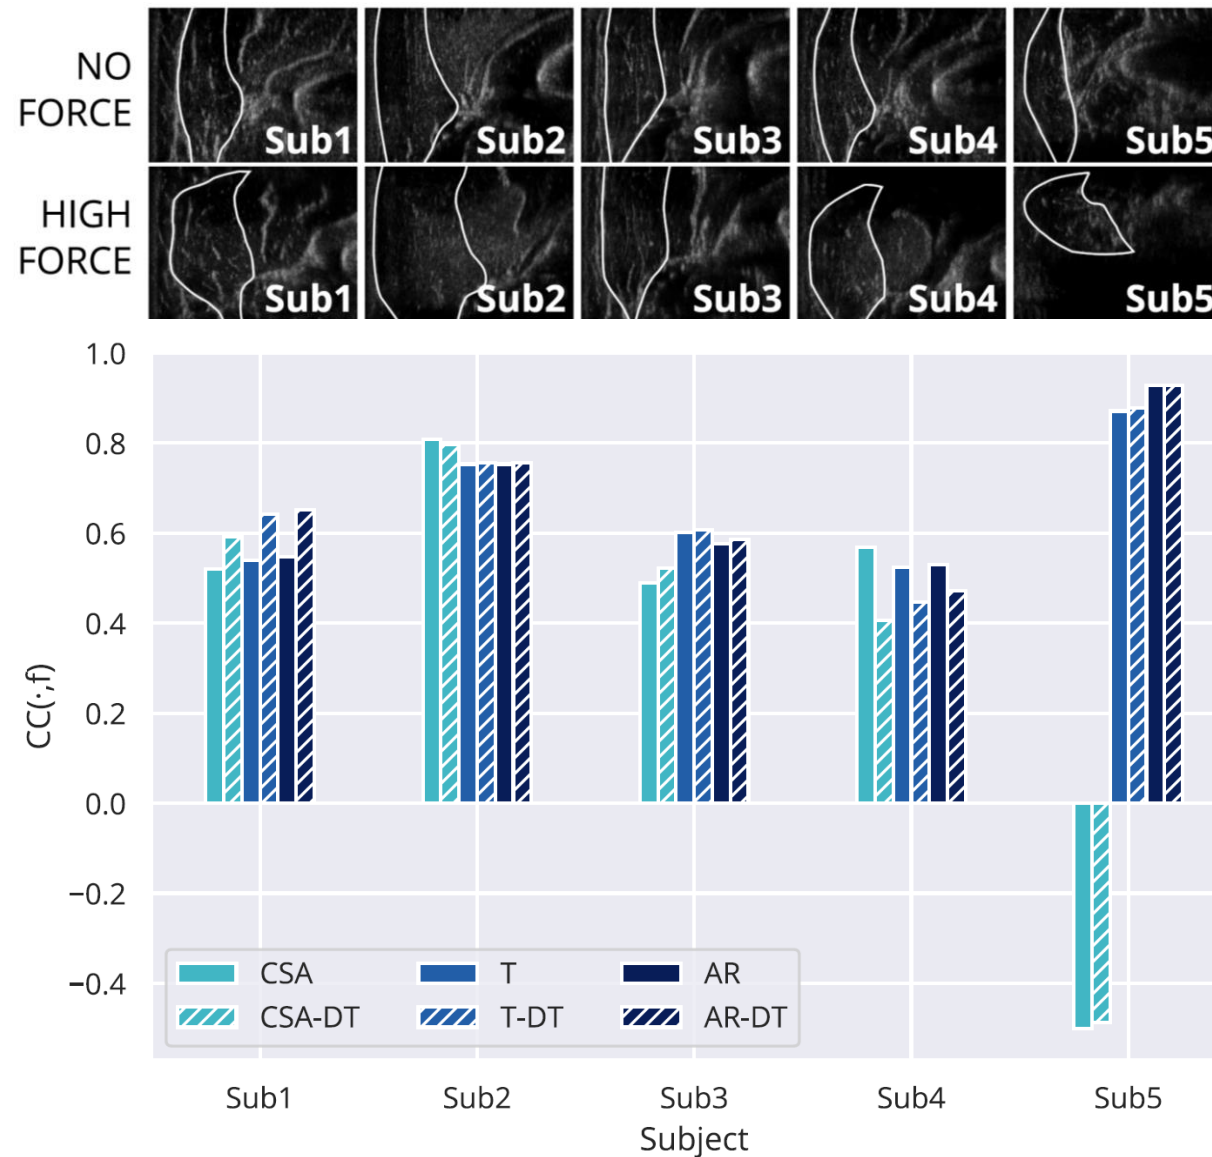 NO
FORCE
Sub1 Sub2 Sub3 Sub4 Sub5
HIGH
FORCE
Sub1 Sub2 Sub3 Sub4 Sub5
1.0
0.8
0.6
0.4
0.2
0.0
−0.2
−0.4
CC(·,f)
CSA T AR
CSA-DT T-DT AR-DT
Sub1 Sub2 Sub3 Sub4 Sub5
Subject